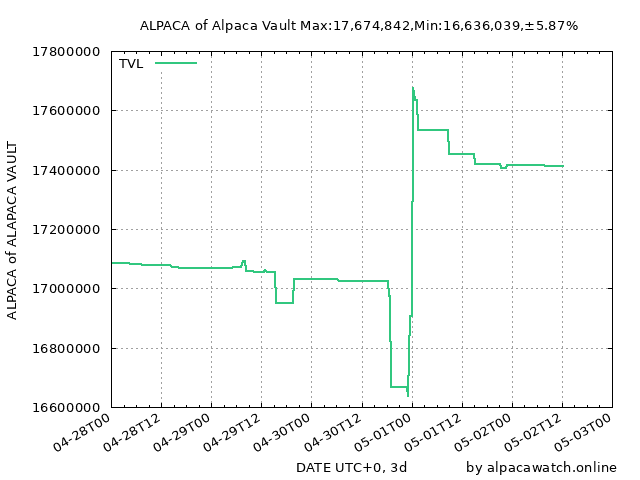 ALPACA of Alpaca Vault Max:17,674,842,Min:16,636,039,±5.87%
17800000
TVL
17600000
17400000
17200000
17000000
16800000
16600000
ALPACA of ALAPACA VAULT
04-28T00
04-28T12
04-29T00
04-29T12
04-30T00
04-30T12
05-01T00
05-01T12
05-02T00
05-02T12
05-03T00
DATE UTC+0, 3d
by alpacawatch.online